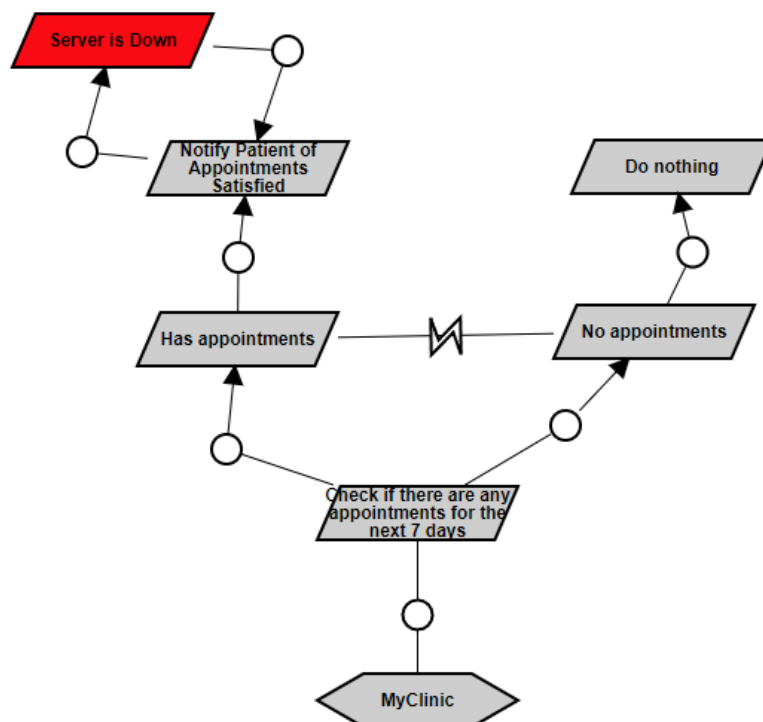 Server is Down
Notify Patient of
Appointments
Satisfied
Do nothing
Has appointments
No appointments
Check if there are any
appointments for the
next 7 days
MyClinic